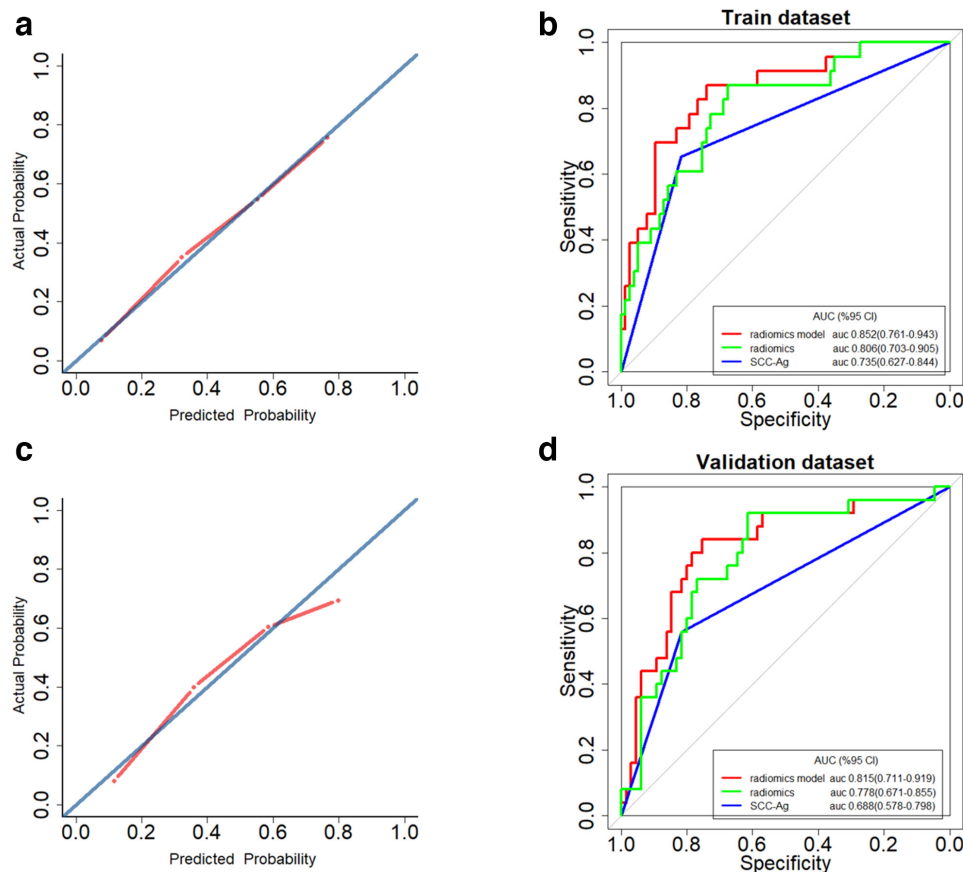 a
1.0
0.8
0.6
0.4
0.2
0.0
Actual Probability
0.0 0.2 0.4 0.6 0.8 1.0
Predicted Probability
b
Train dataset
1.0
0.8
0.6
0.4
0.2
0.0
Sensitivity
AUC (%95 CI)
radiomics model auc 0.852(0.761-0.943)
radiomics auc 0.806(0.703-0.905)
SCC-Ag auc 0.735(0.627-0.844)
1.0 0.8 0.6 0.4 0.2 0.0
Specificity
c
1.0
0.8
0.6
0.4
0.2
0.0
Actual Probability
0.0 0.2 0.4 0.6 0.8 1.0
Predicted Probability
d
Validation dataset
1.0
0.8
0.6
0.4
0.2
0.0
Sensitivity
AUC (%95 CI)
radiomics model auc 0.815(0.711-0.919)
radiomics auc 0.778(0.671-0.855)
SCC-Ag auc 0.688(0.578-0.798)
1.0 0.8 0.6 0.4 0.2 0.0
Specificity